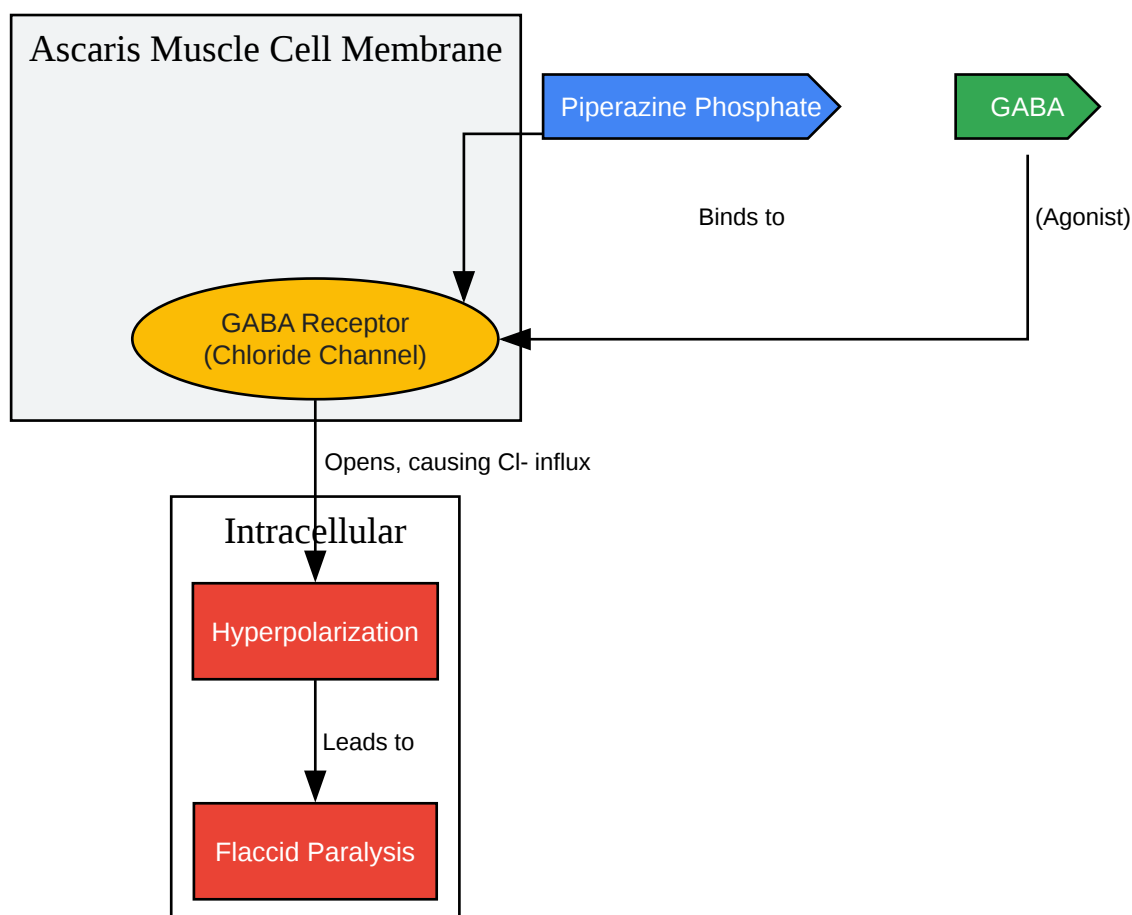 Ascaris Muscle Cell Membrane
Piperazine Phosphate
GABA
Binds to
(Agonist)
GABA Receptor
(Chloride Channel)
Opens, causing Cl- influx
Intracellular
Hyperpolarization
Leads to
Flaccid Paralysis